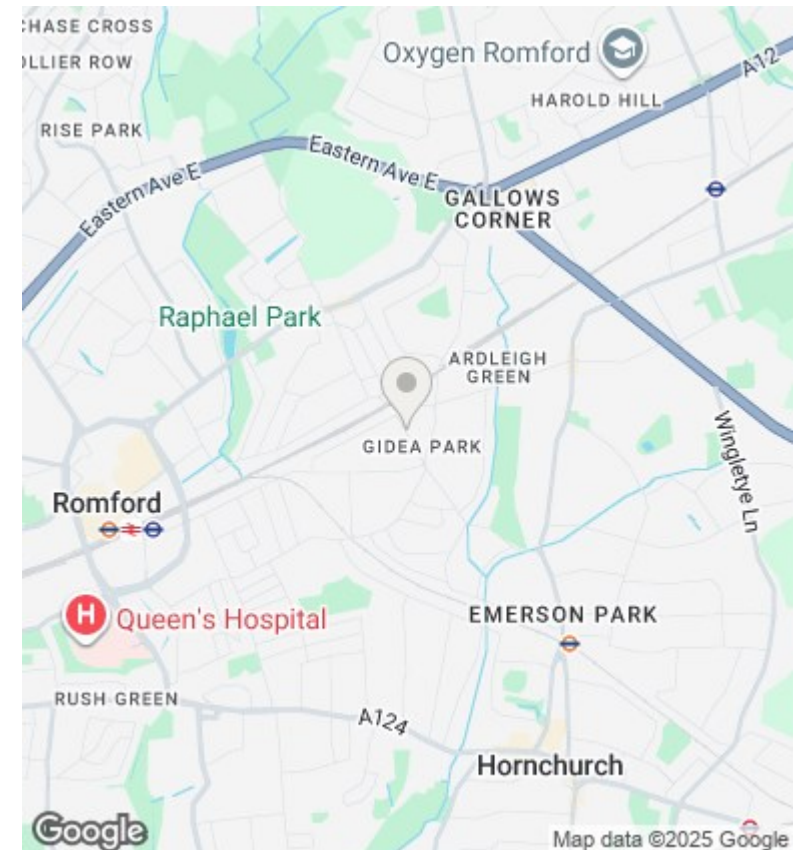 CHASE CROSS
OLLIER ROW
Oxygen Romford
A12
HAROLD HILL
RISE PARK
Eastern Ave E
Eastern Ave E
GALLOWS
CORNER
Raphael Park
ARDLEIGH
GREEN
GIDEA PARK
Wingletye Ln
Romford
H
Queen's Hospital
EMERSON PARK
RUSH GREEN
A124
Hornchurch
Google
Map data ©2025 Google